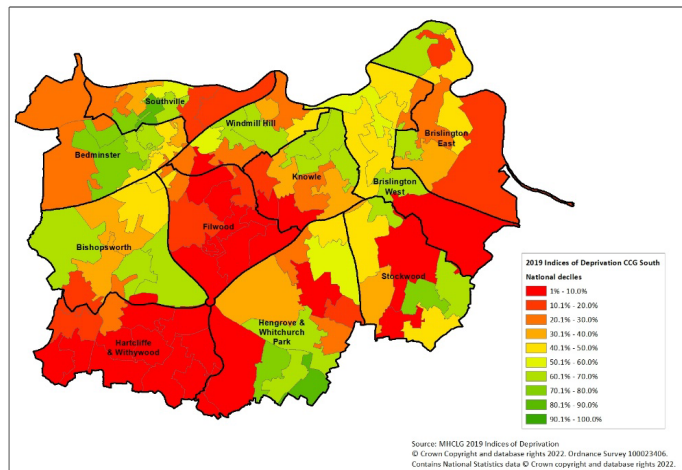 Southville
Windmill Hill
Bedminster
Brislington
East
Knowle
Brislington
West
Filwood
Bishopsworth
Stockwood
Hengrove &
Whitchurch
Park
Hartcliffe
& Withywood
2019 Indices of Deprivation CCG South
National deciles
1% - 10.0%
10.1% - 20.0%
20.1% - 30.0%
30.1% - 40.0%
40.1% - 50.0%
50.1% - 60.0%
60.1% - 70.0%
70.1% - 80.0%
80.1% - 90.0%
90.1% - 100.0%
Source: MHCLG 2019 Indices of Deprivation
© Crown Copyright and database rights 2022. Ordnance Survey 100023406.
Contains National Statistics data © Crown copyright and database rights 2022.